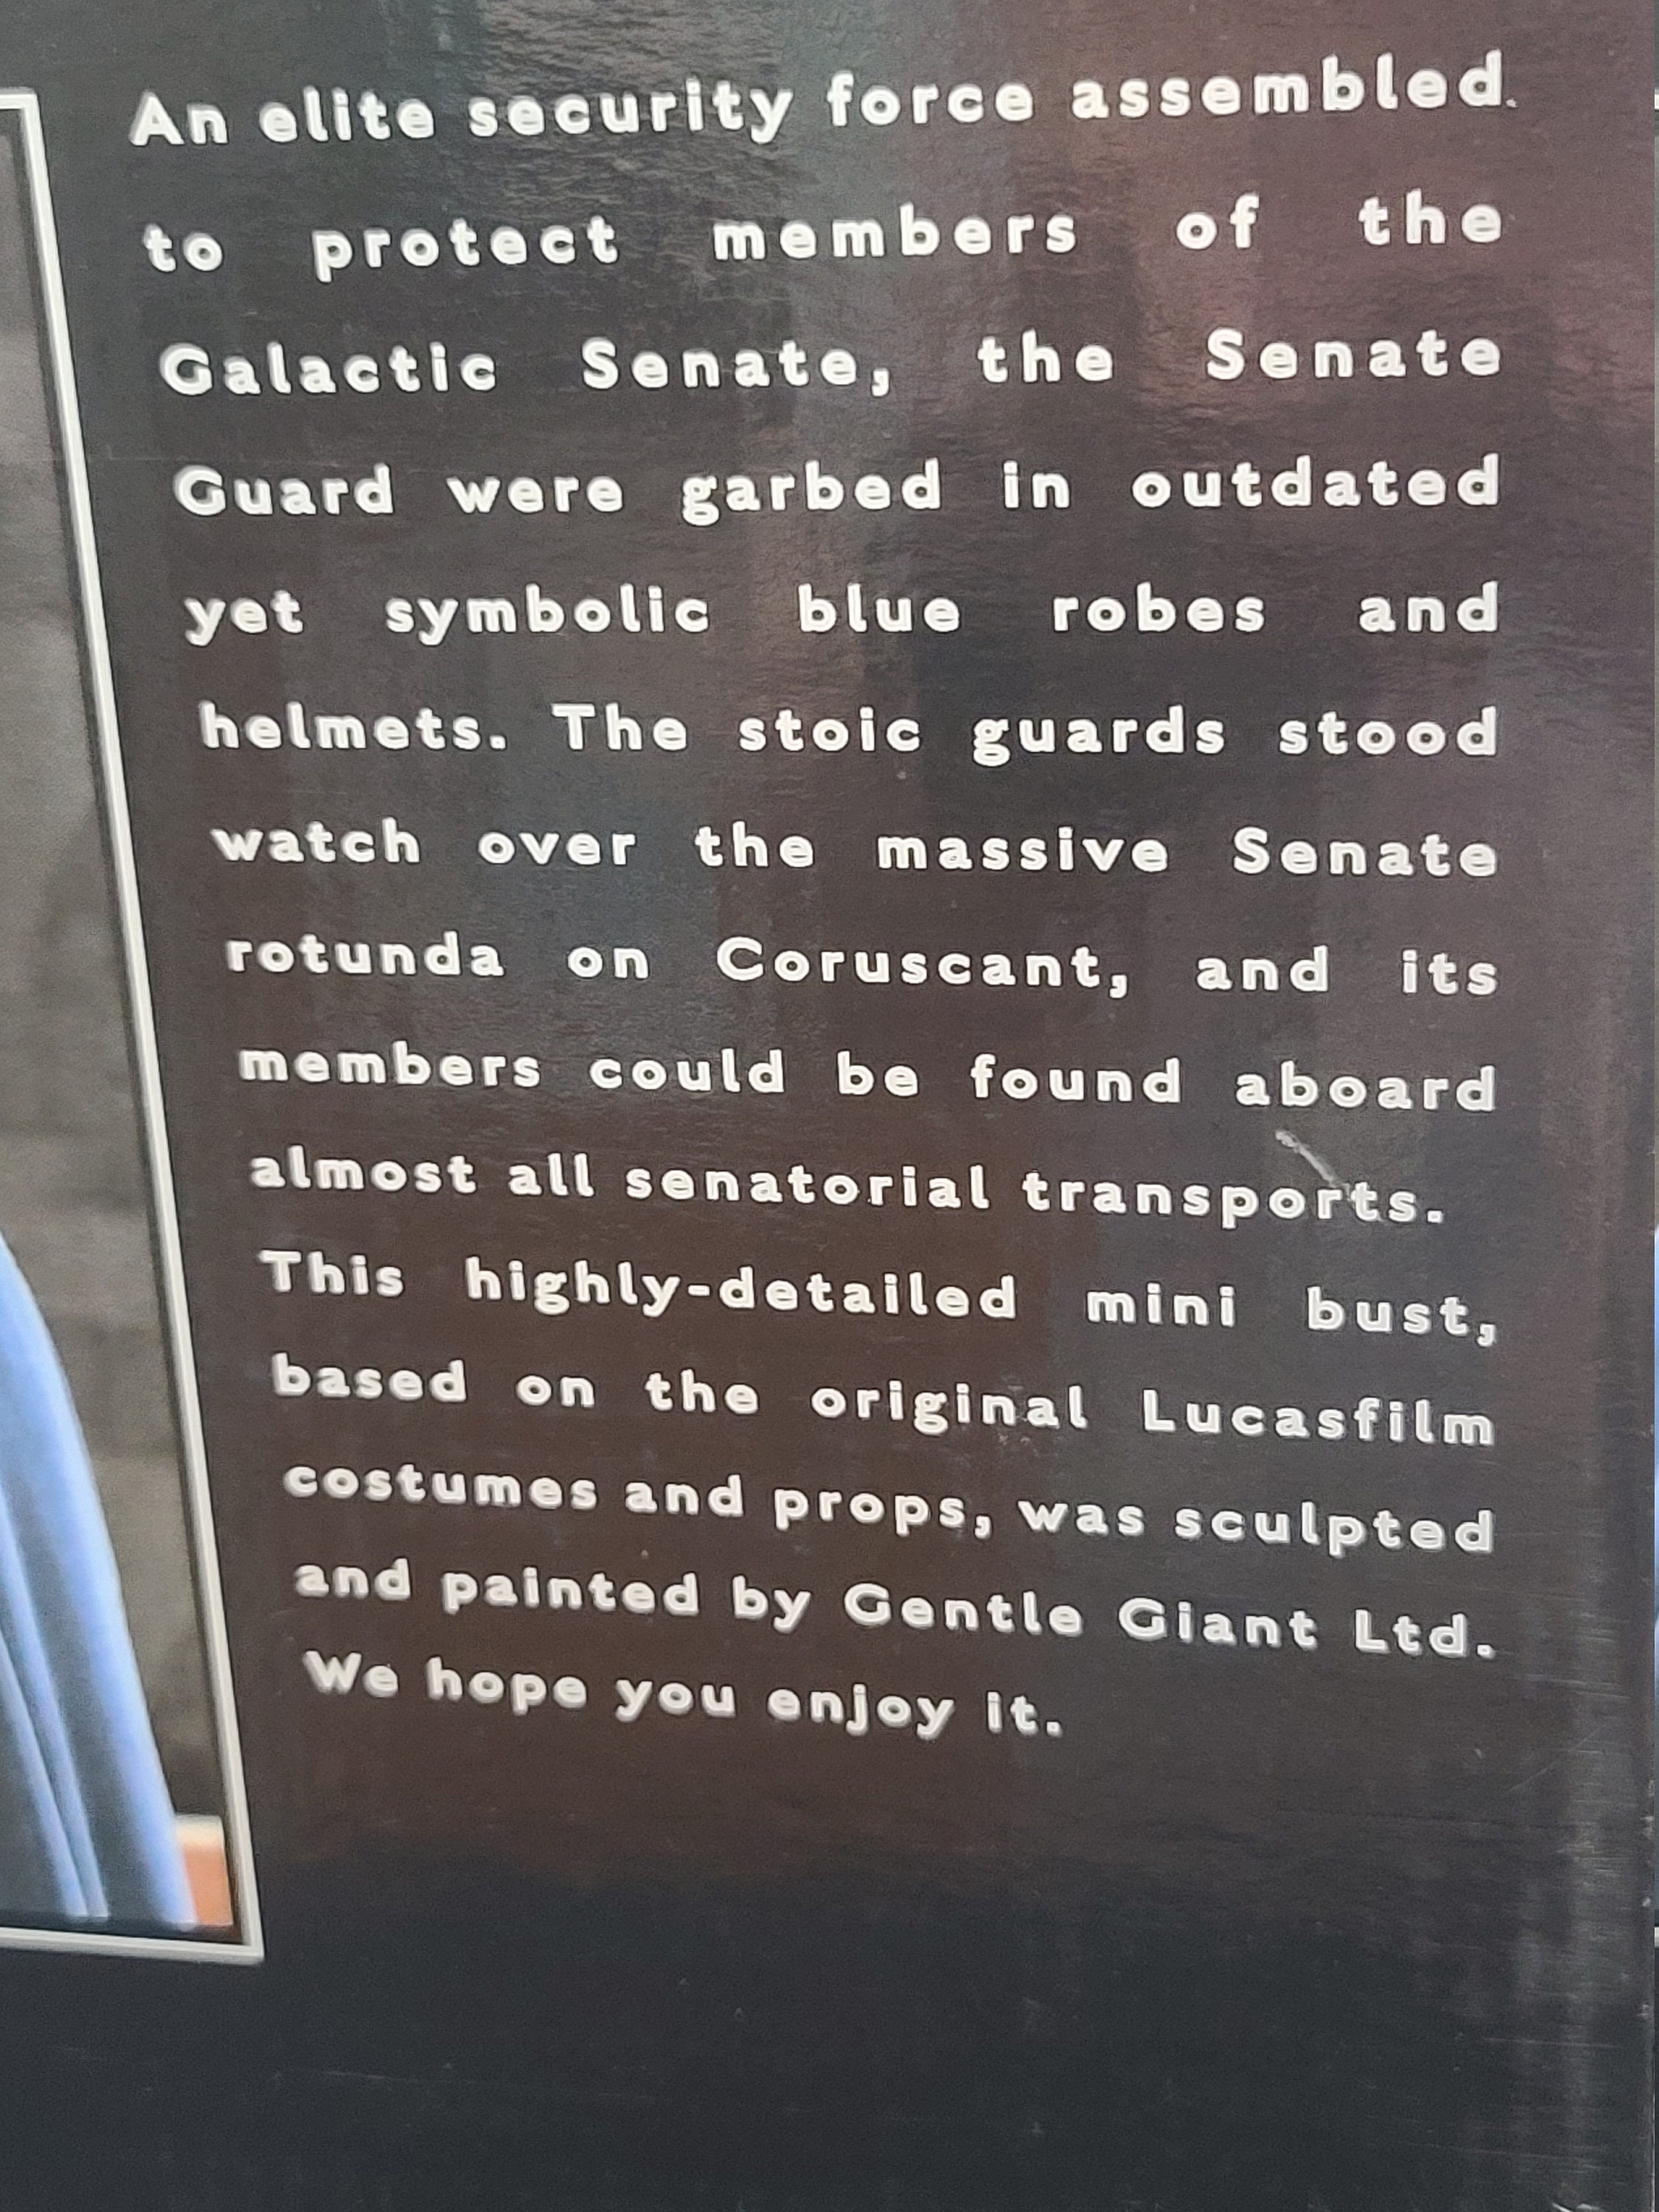 An elite security force assembled
to protect members of the
Galactic Senate, the Senate
Guard were garbed in outdated
yet symbolic blue robes and
helmets. The stoic guards stood
watch over the massive Senate
rotunda on Coruscant, and its
members could be found aboard
almost all senatorial transports.
This highly-detailed mini bust,
based on the original Lucasfilm
costumes and props, was sculpted
and painted by Gentle Giant Ltd.
We hope you enjoy it.